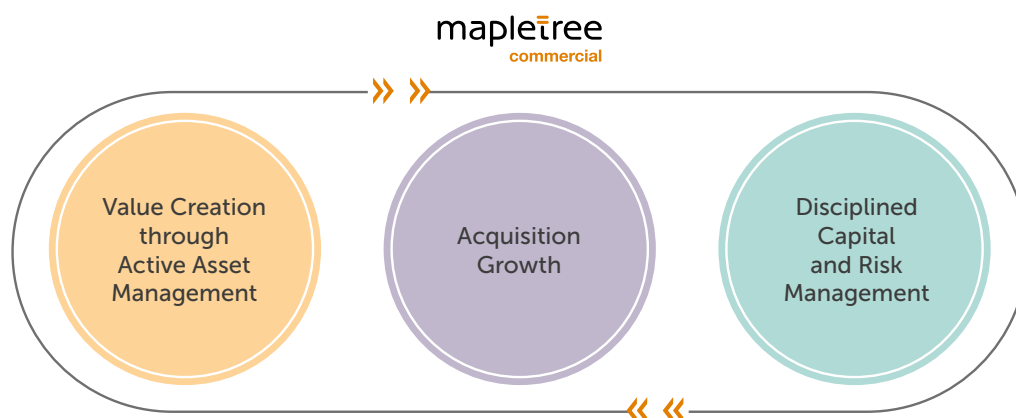 mapletree
commercial
Value Creation
through
Active Asset
Management
Acquisition
Growth
Disciplined
Capital
and Risk
Management